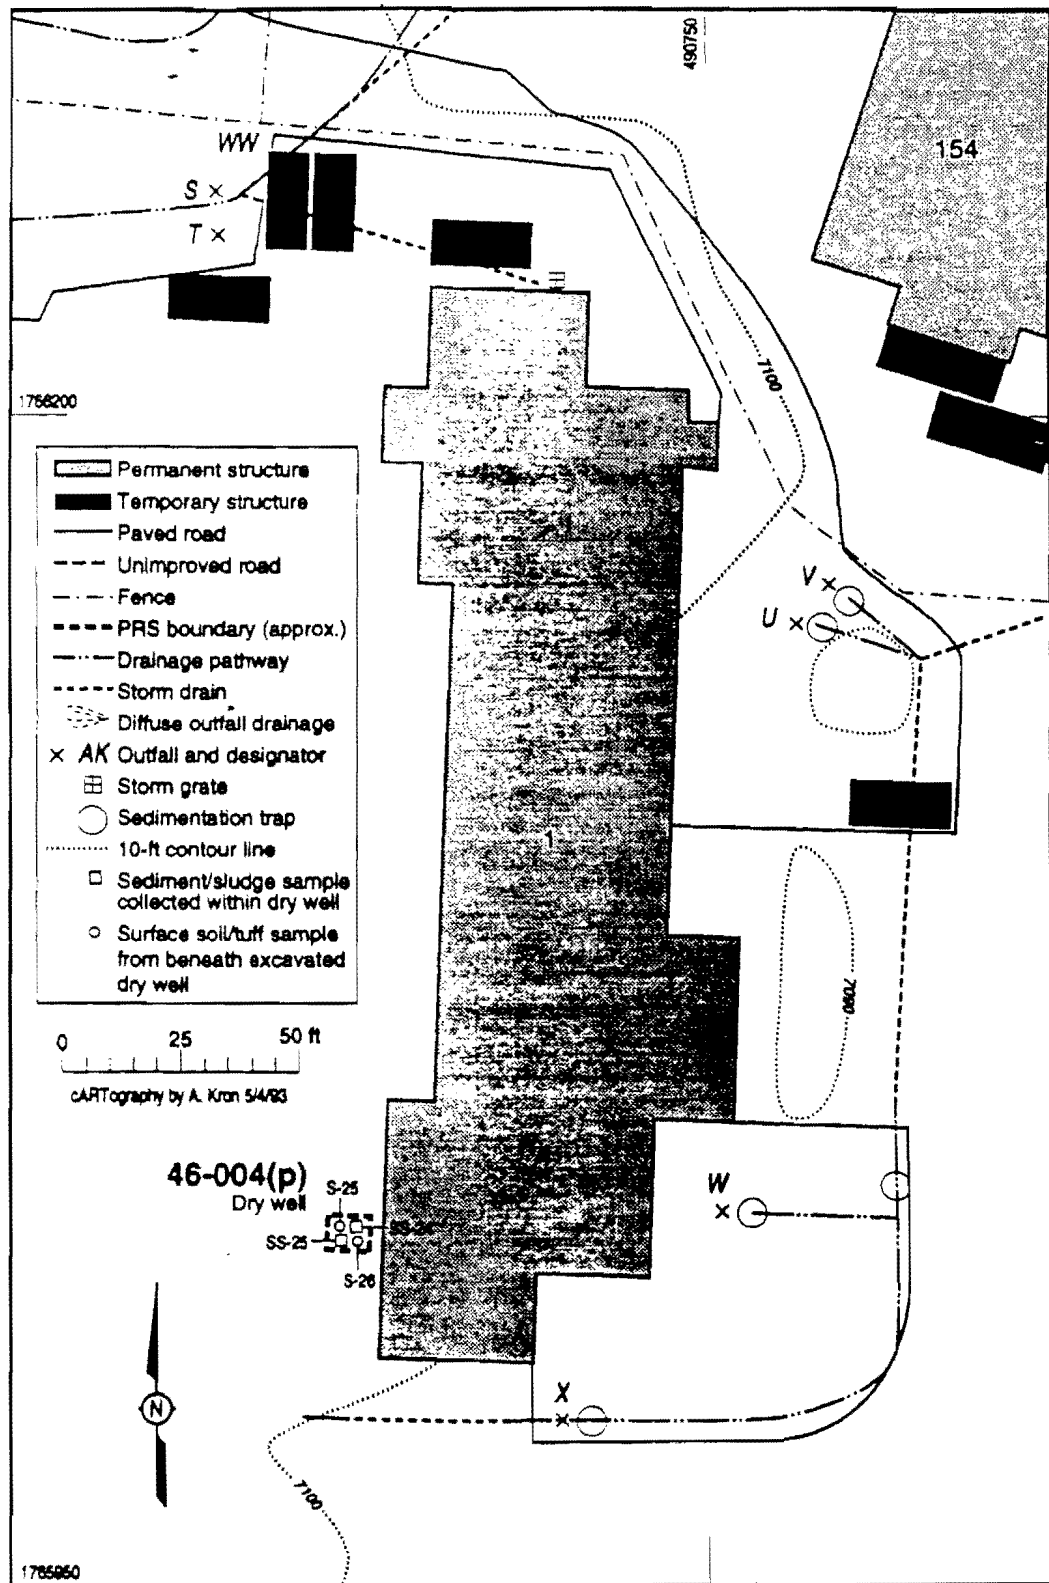 490750
154
WW
S
T
7100
1766200
Permanent structure
Temporary structure
Paved road
Unimproved road
Fence
PRS boundary (approx.)
Drainage pathway
Storm drain
Diffuse outfall drainage
AK Outfall and designator
Storm grate
Sedimentation trap
10-ft contour line
Sediment/sludge sample
collected within dry well
Surface soil/tuff sample
from beneath excavated
dry well
V
U
1
7090
0 25 50 ft
cARTography by A. Kron 5/4/93
46-004(p)
Dry well
S-25
SS-25
S-26
W
X
N
7100
1765950